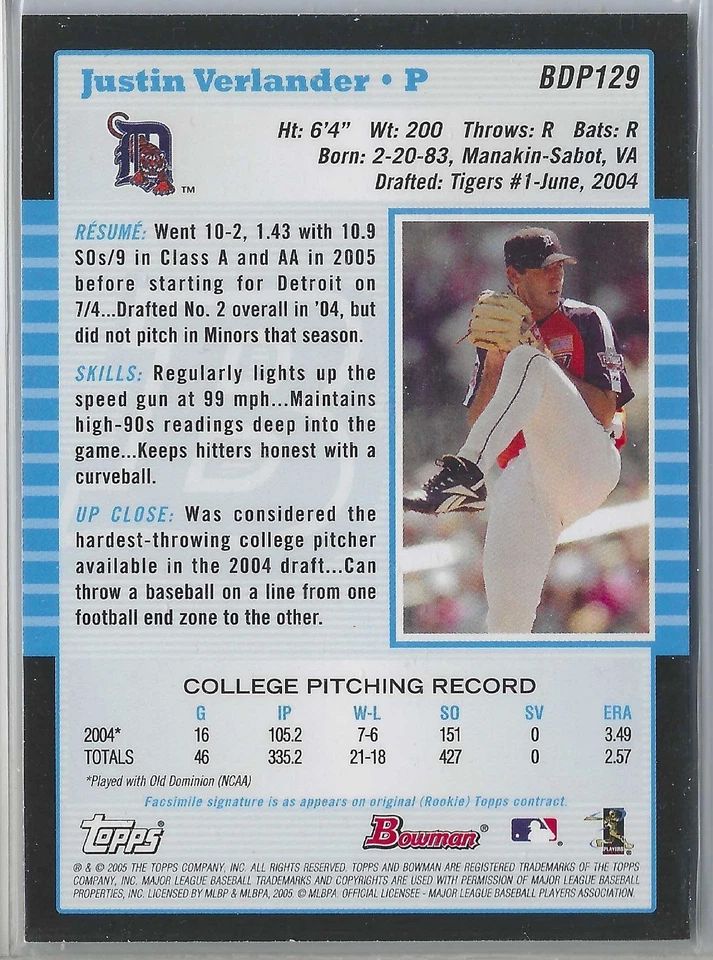 Justin Verlander • P
BDP129
Ht: 6'4" Wt: 200 Throws: R Bats: R
Born: 2-20-83, Manakin-Sabot, VA
Drafted: Tigers #1-June, 2004
D
TM
RÉSUMÉ: Went 10-2, 1.43 with 10.9
SOs/9 in Class A and AA in 2005
before starting for Detroit on
7/4...Drafted No. 2 overall in '04, but
did not pitch in Minors that season.
SKILLS: Regularly lights up the
speed gun at 99 mph...Maintains
high-90s readings deep into the
game...Keeps hitters honest with a
curveball.
UP CLOSE: Was considered the
hardest-throwing college pitcher
available in the 2004 draft...Can
throw a baseball on a line from one
football end zone to the other.
COLLEGE PITCHING RECORD
G IP W-L SO SV ERA
2004* 16 105.2 7-6 151 0 3.49
TOTALS 46 335.2 21-18 427 0 2.57
*Played with Old Dominion (NCAA)
Facsimile signature is as appears on original (Rookie) Topps contract.
Topps® Bowman® PLAYERS
® & © 2005 THE TOPPS COMPANY, INC. ALL RIGHTS RESERVED. TOPPS AND BOWMAN ARE REGISTERED TRADEMARKS OF THE TOPPS
COMPANY, INC. MAJOR LEAGUE BASEBALL TRADEMARKS AND COPYRIGHTS ARE USED WITH PERMISSION OF MAJOR LEAGUE BASEBALL
PROPERTIES, INC. LICENSED BY MLBP & MLBPA, 2005. © MLBPA. OFFICIAL LICENSEE - MAJOR LEAGUE BASEBALL PLAYERS ASSOCIATION.